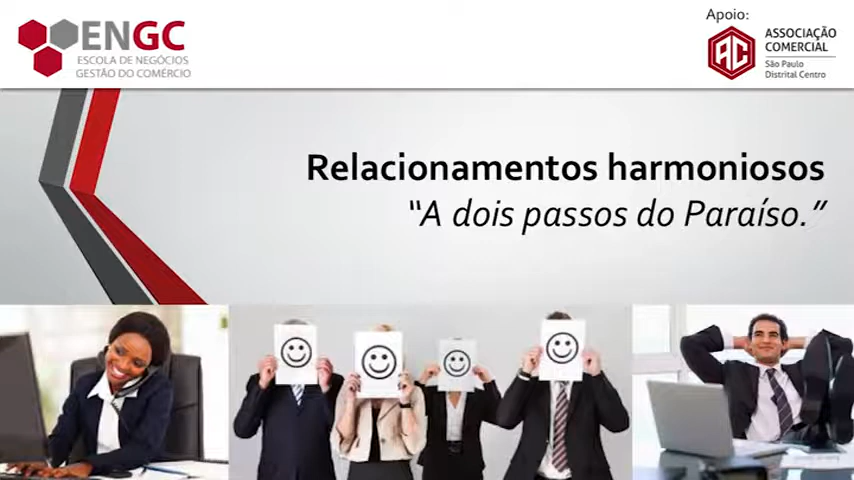 ENGC
ESCOLA DE NEGÓCIOS
GESTÃO DO COMÉRCIO
Apoio:
AC
ASSOCIAÇÃO
COMERCIAL
São Paulo
Distrital Centro
Relacionamentos harmoniosos
“A dois passos do Paraíso.”